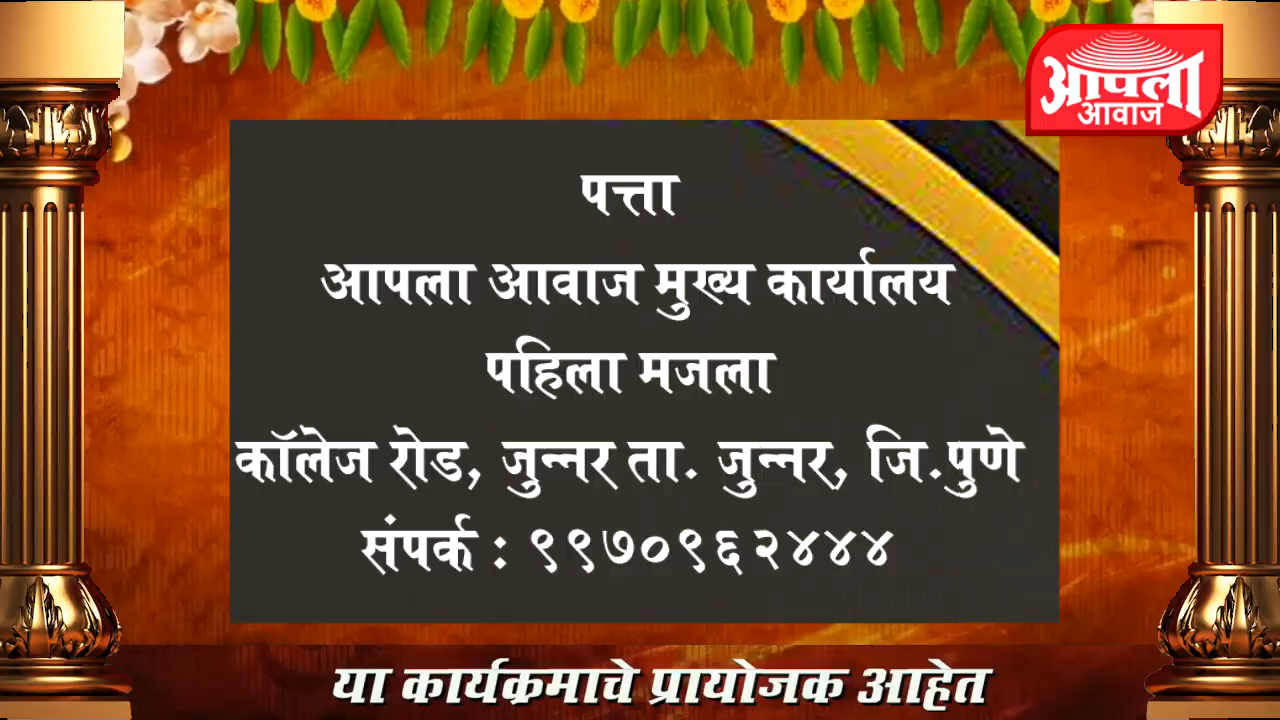 आपला
आवाज
पत्ता
आपला आवाज मुख्य कार्यालय
पहिला मजला
कॉलेज रोड, जुन्नर ता. जुन्नर, जि.पुणे
संपर्क : ९९७०९६२४४४
या कार्यक्रमाचे प्रायोजक आहेत